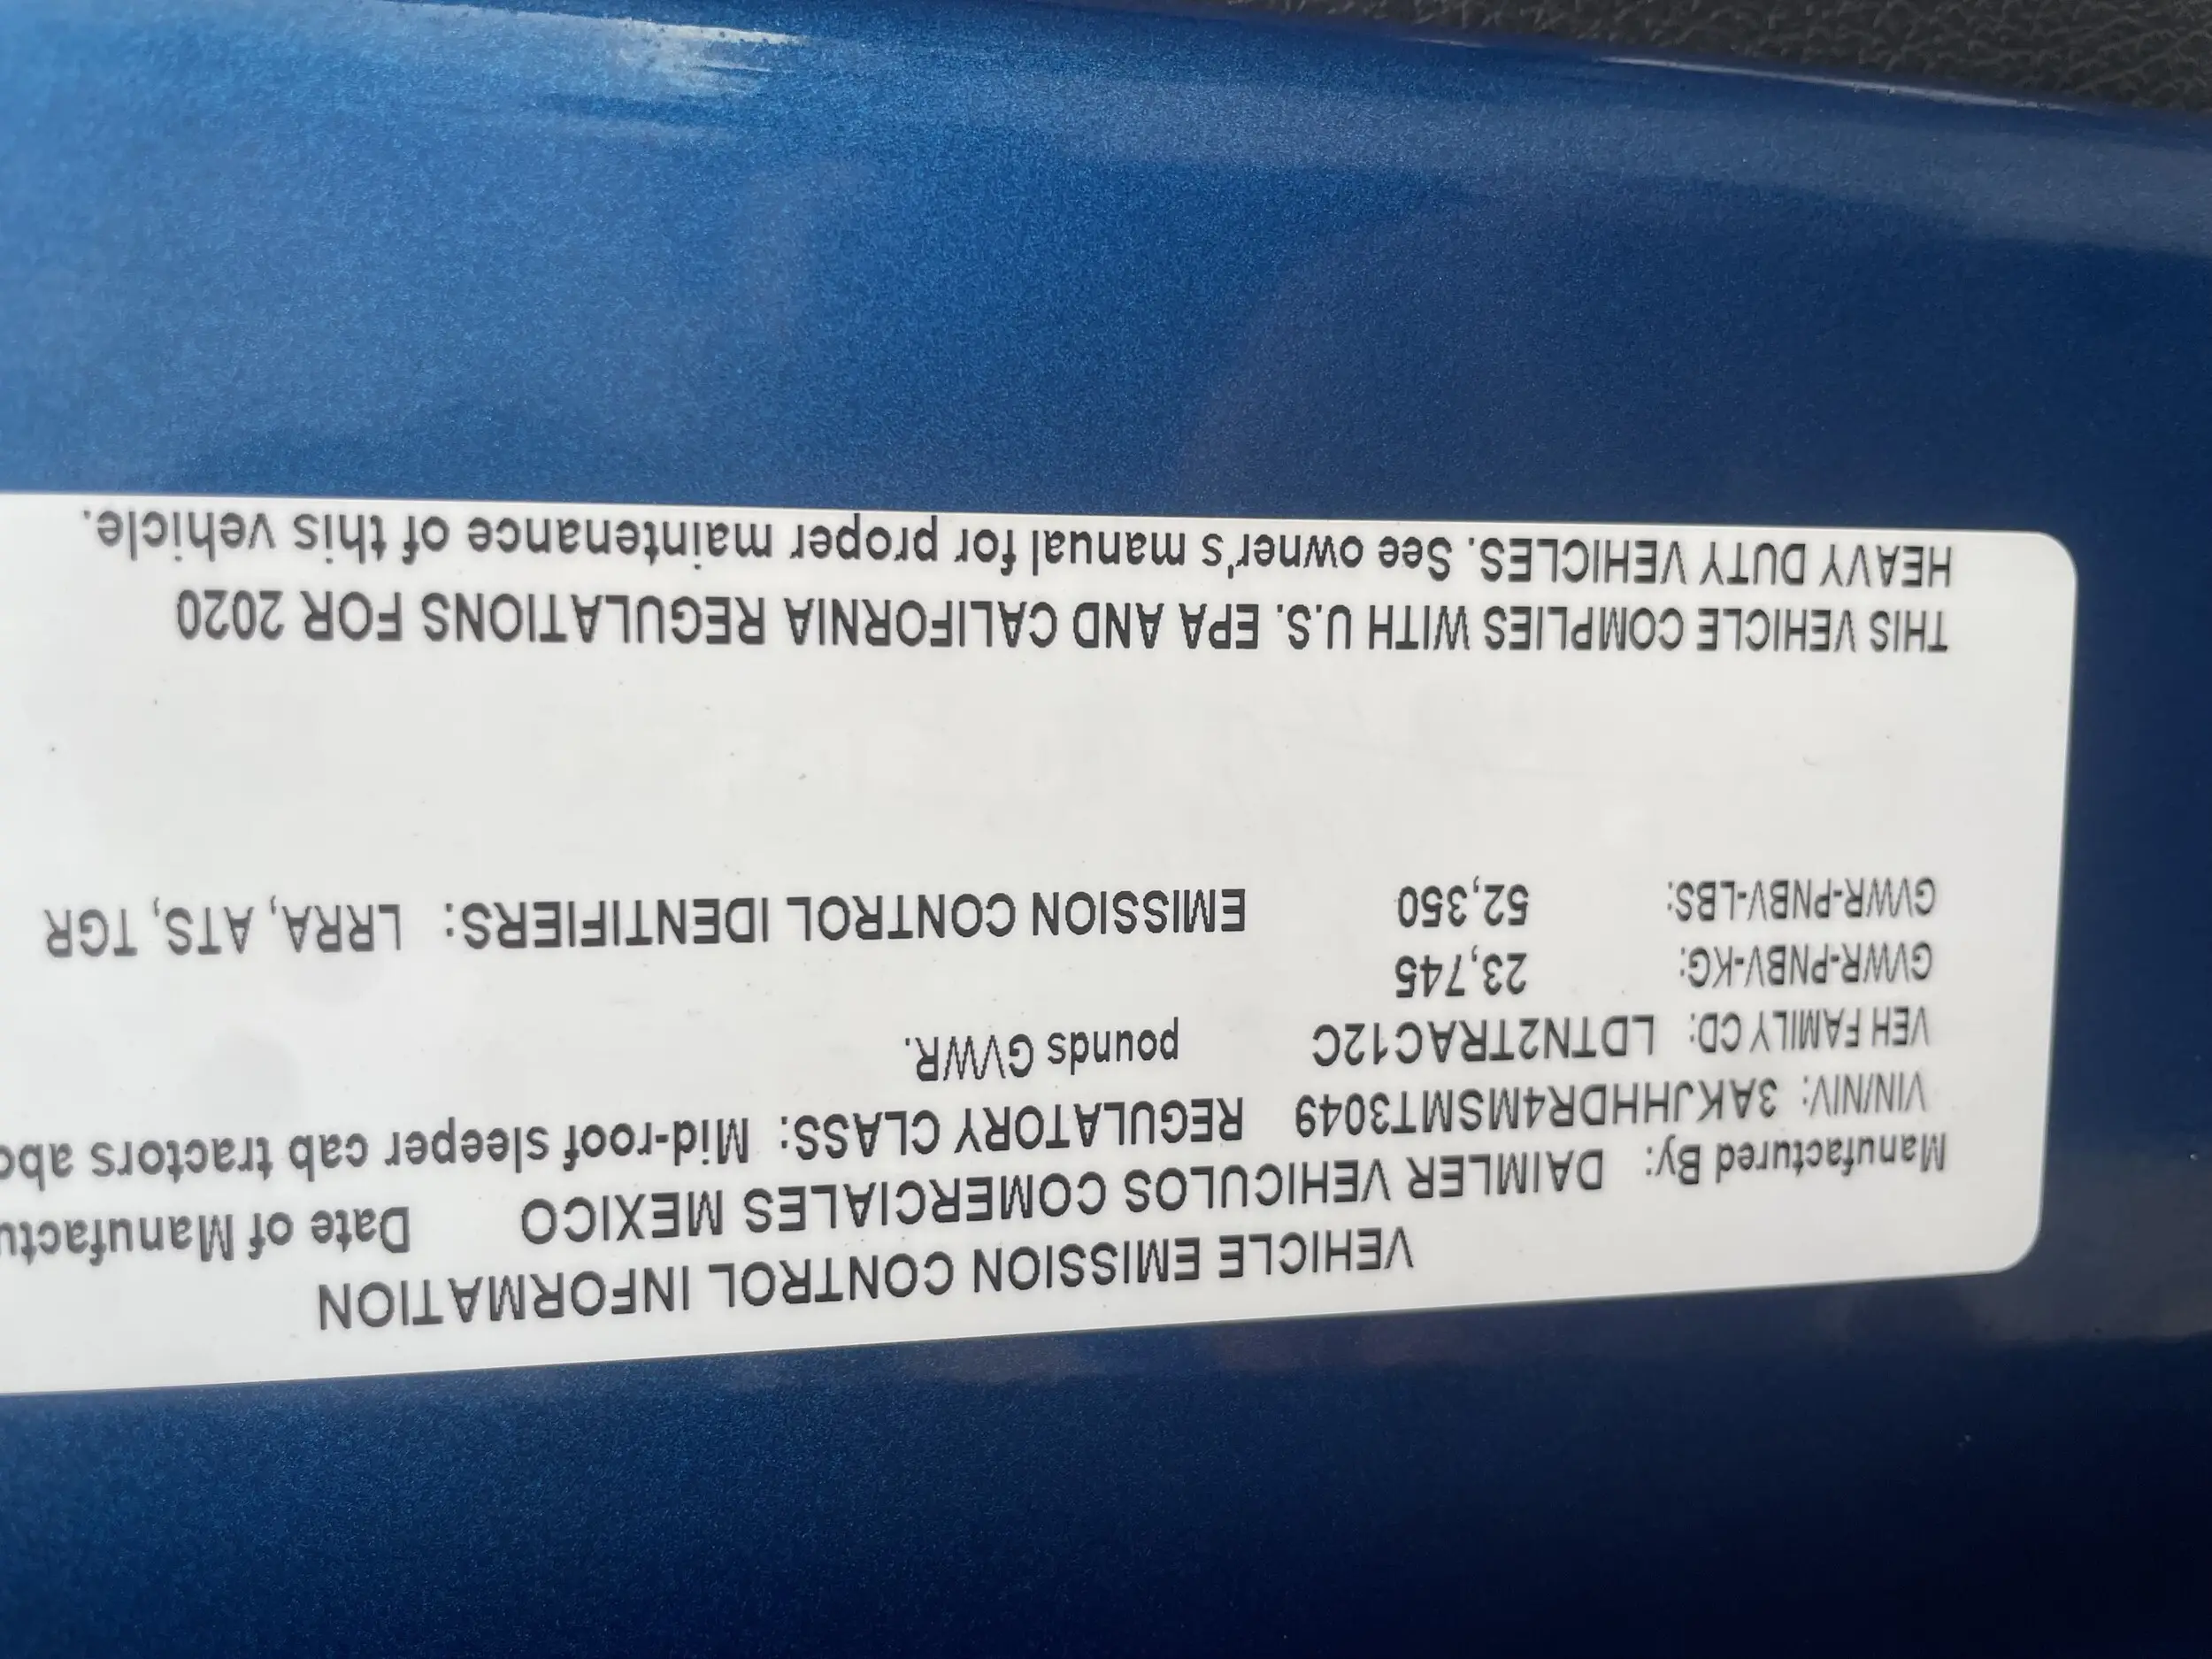 VEHICLE EMISSION CONTROL INFORMATION
Manufactured By: DAIMLER VEHICULOS COMERCIALES MEXICO Date of Manufactu
VIN/NIV: 3AKJHHDR4MSMT3049 REGULATORY CLASS: Mid-roof sleeper cab tractors abo
VEH FAMILY CD: LDTN2TRAC12C pounds GVWR.
GVWR-PNBV-KG: 23,745
GVWR-PNBV-LBS: 52,350 EMISSION CONTROL IDENTIFIERS: LRRA, ATS, TGR
THIS VEHICLE COMPLIES WITH U.S. EPA AND CALIFORNIA REGULATIONS FOR 2020
HEAVY DUTY VEHICLES. See owner's manual for proper maintenance of this vehicle.